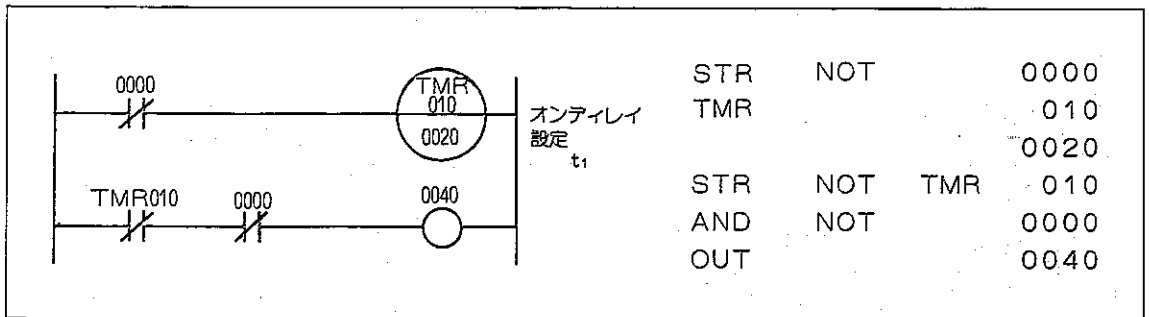 0000
TMR
010
0020
オンディレイ
設定
t₁
TMR010 0000 0040
STR NOT 0000
TMR 010
0020
STR NOT TMR 010
AND NOT 0000
OUT 0040